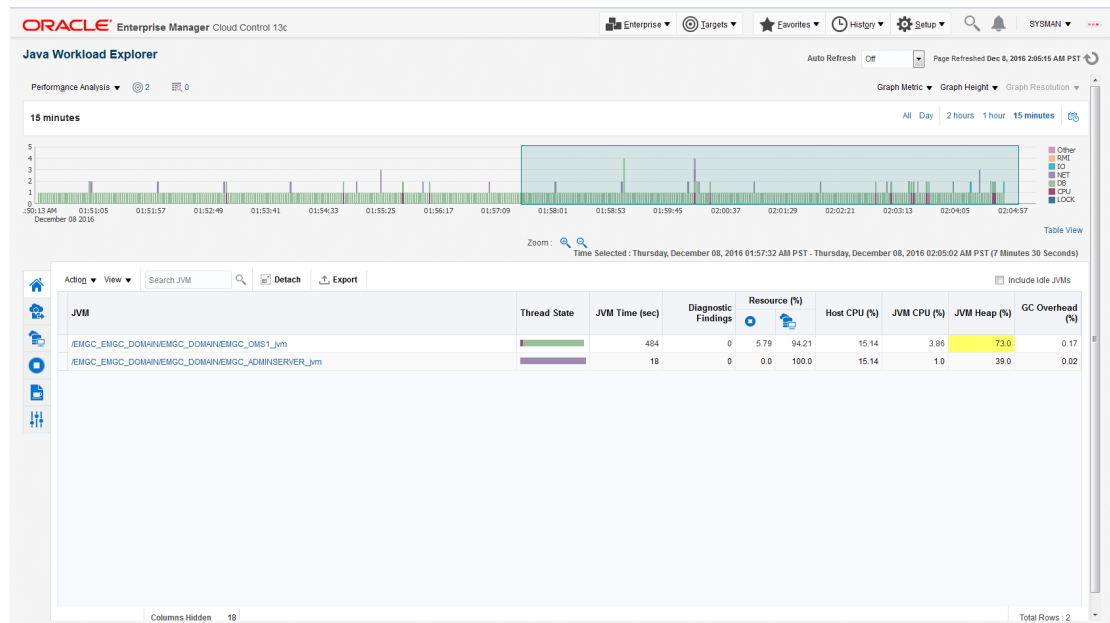 ORACLE Enterprise Manager Cloud Control 13c
Enterprise Targets Favorites History Setup SYSMAN
Java Workload Explorer
Auto Refresh Off Page Refreshed Dec 8, 2016 2:05:15 AM PST
Performance Analysis 2 0
Graph Metric Graph Height Graph Resolution
15 minutes
All Day 2 hours 1 hour 15 minutes
5
4
3
2
1
0
Other
RMI
IO
NET
DB
CPU
LOCK
:50:13 AM 01:51:05 01:51:57 01:52:49 01:53:41 01:54:33 01:55:25 01:56:17 01:57:09 01:58:01 01:58:53 01:59:45 02:00:37 02:01:29 02:02:21 02:03:13 02:04:05 02:04:57
December 08 2016
Table View
Zoom :
Time Selected : Thursday, December 08, 2016 01:57:32 AM PST - Thursday, December 08, 2016 02:05:02 AM PST (7 Minutes 30 Seconds)
Action View Search JVM Detach Export
Include Idle JVMs
JVM Thread State JVM Time (sec) Diagnostic Findings Resource (%) Host CPU (%) JVM CPU (%) JVM Heap (%) GC Overhead (%)
/EMGC_EMGC_DOMAIN/EMGC_DOMAIN/EMGC_OMS1_jvm 484 0 5.79 94.21 15.14 3.86 73.0 0.17
/EMGC_EMGC_DOMAIN/EMGC_DOMAIN/EMGC_ADMINSERVER_jvm 18 0 0.0 100.0 15.14 1.0 39.0 0.02
Columns Hidden 18
Total Rows : 2